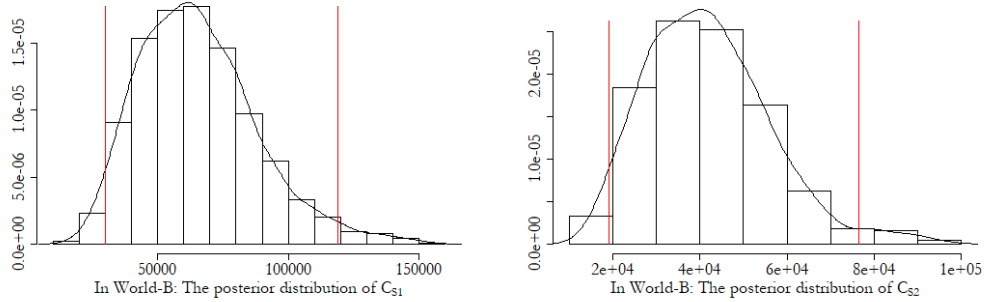 1.5e-05
1.0e-05
5.0e-06
0.0e+00
50000 100000 150000
In World-B: The posterior distribution of CS1
2.0e-05
1.0e-05
0.0e+00
2e+04 4e+04 6e+04 8e+04 1e+05
In World-B: The posterior distribution of CS2